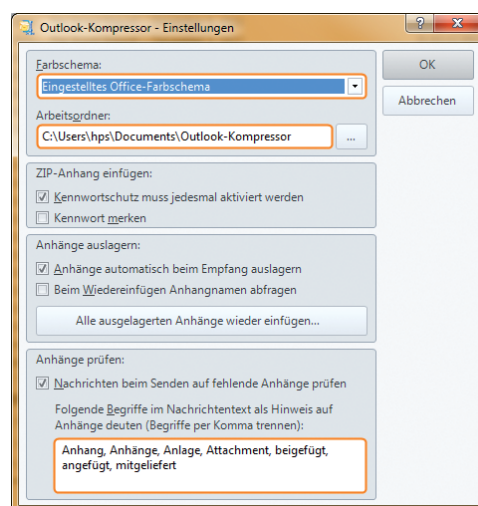 Outlook-Kompressor - Einstellungen
Farbschema:
Eingestelltes Office-Farbschema
Arbeitsordner:
C:\Users\hps\Documents\Outlook-Kompressor
...
OK
Abbrechen
ZIP-Anhang einfügen:
Kennwortschutz muss jedesmal aktiviert werden
Kennwort merken
Anhänge auslagern:
Anhänge automatisch beim Empfang auslagern
Beim Wiedereinfügen Anhangnamen abfragen
Alle ausgelagerten Anhänge wieder einfügen...
Anhänge prüfen:
Nachrichten beim Senden auf fehlende Anhänge prüfen
Folgende Begriffe im Nachrichtentext als Hinweis auf
Anhänge deuten (Begriffe per Komma trennen):
Anhang, Anhänge, Anlage, Attachment, beigefügt,
angefügt, mitgeliefert